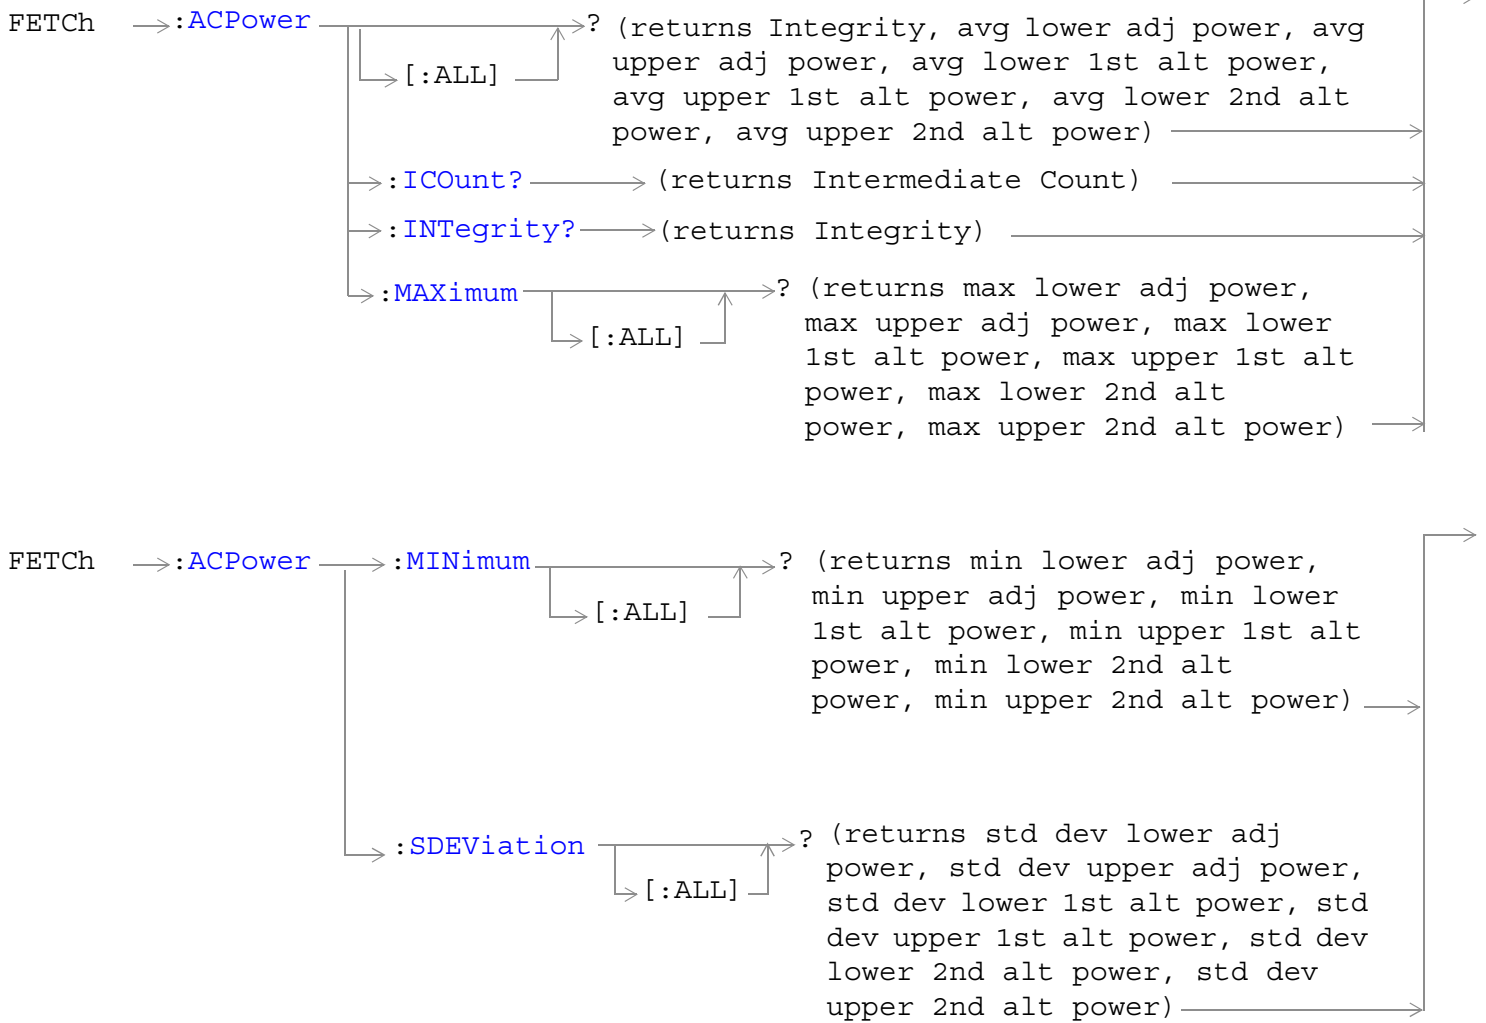 FETCh :ACPower ? (returns Integrity, avg lower adj power, avg
upper adj power, avg lower 1st alt power,
[:ALL]
avg upper 1st alt power, avg lower 2nd alt
power, avg upper 2nd alt power)
:ICOunt? (returns Intermediate Count)
:INTegrity? (returns Integrity)
:MAXimum ? (returns max lower adj power,
max upper adj power, max lower
[:ALL]
1st alt power, max upper 1st alt
power, max lower 2nd alt
power, max upper 2nd alt power)
FETCh :ACPower :MINimum ? (returns min lower adj power,
min upper adj power, min lower
[:ALL]
1st alt power, min upper 1st alt
power, min lower 2nd alt
power, min upper 2nd alt power)
:SDEViation ? (returns std dev lower adj
power, std dev upper adj power,
[:ALL]
std dev lower 1st alt power, std
dev upper 1st alt power, std dev
lower 2nd alt power, std dev
upper 2nd alt power)